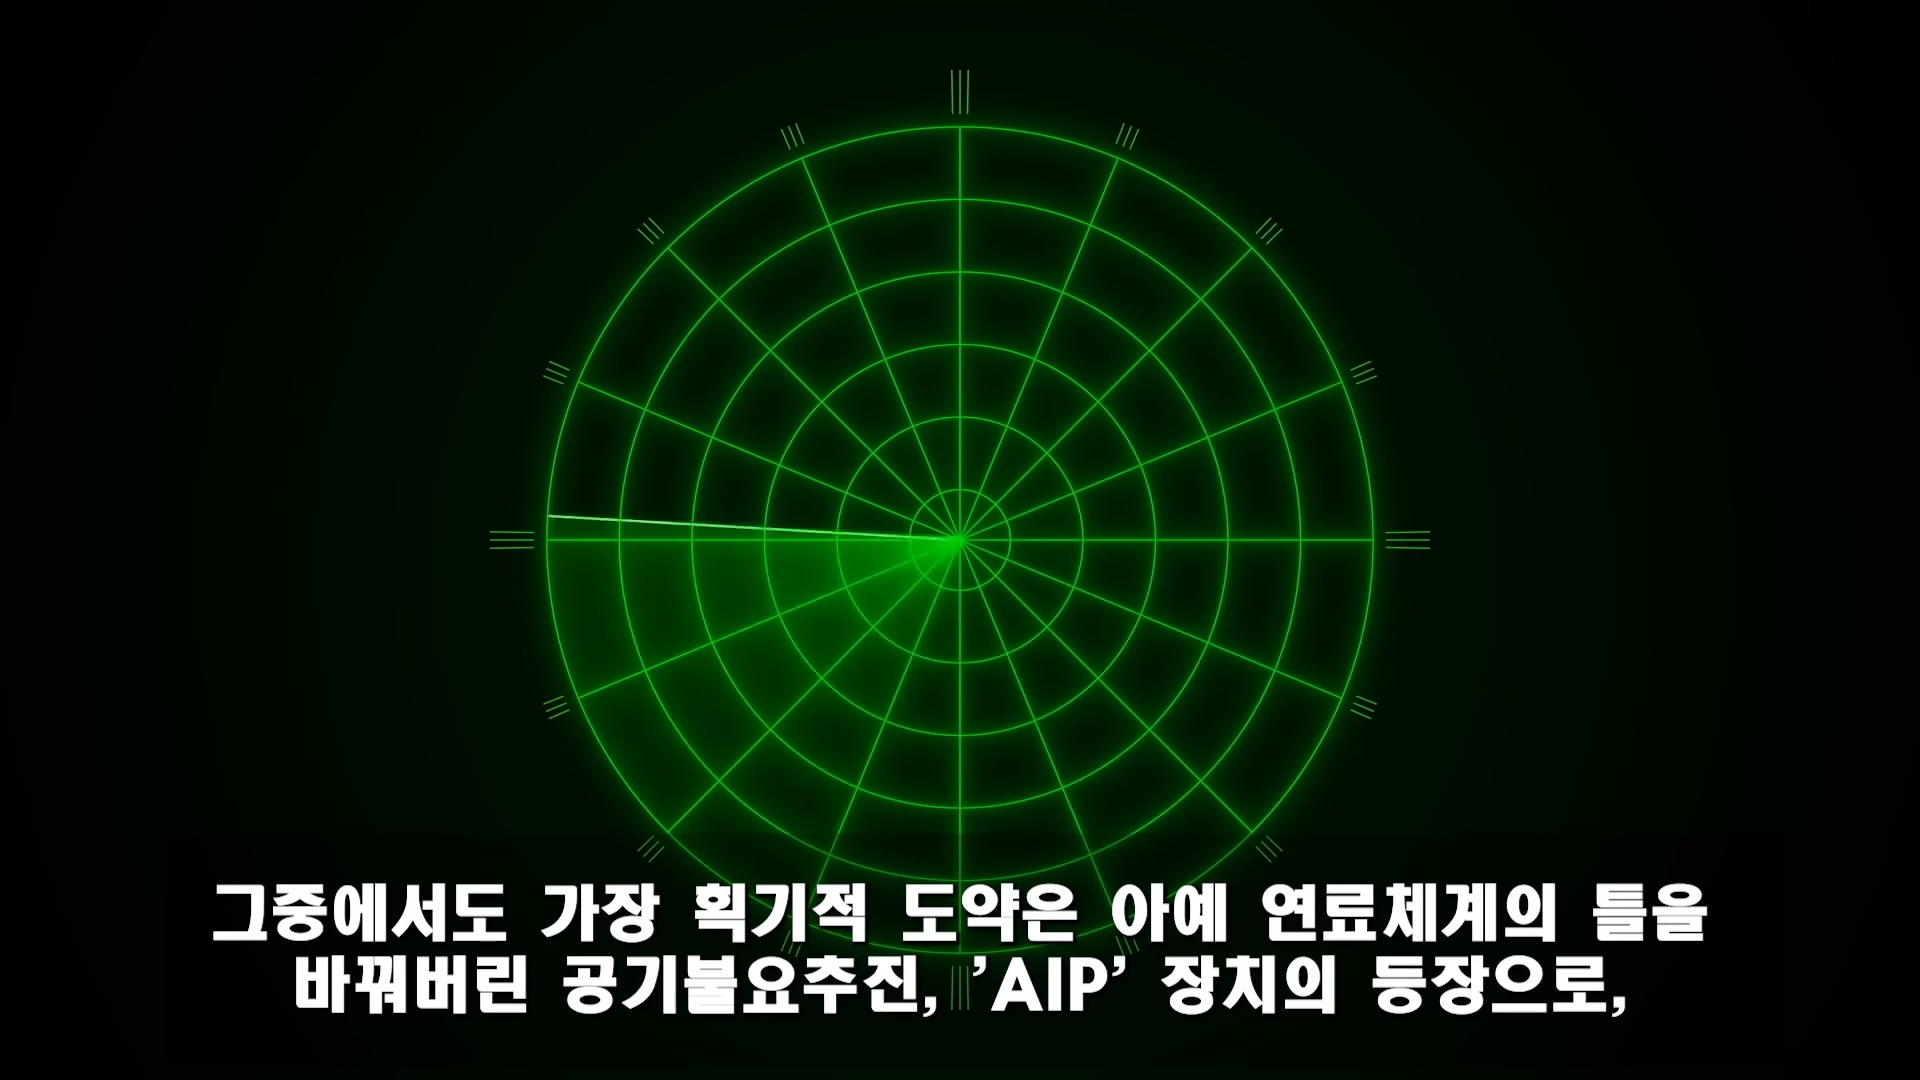 그중에서도 가장 획기적 도약은 아예 연료체계의 틀을
바꿔버린 공기불요추진, 'AIP' 장치의 등장으로,